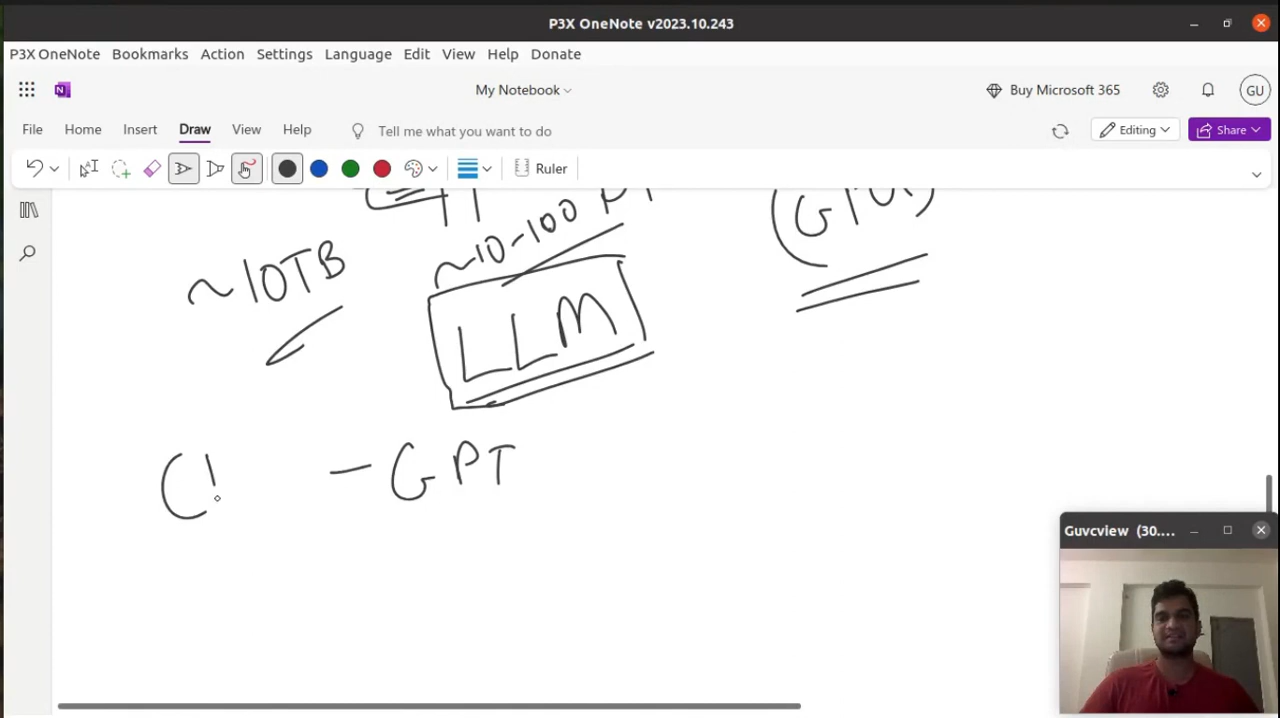 P3X OneNote v2023.10.243
P3X OneNote Bookmarks Action Settings Language Edit View Help Donate
My Notebook Buy Microsoft 365 GU
File Home Insert Draw View Help Tell me what you want to do Editing Share
Ruler
~10-100
~10TB
LLM
- GPT
Guvcview (30....